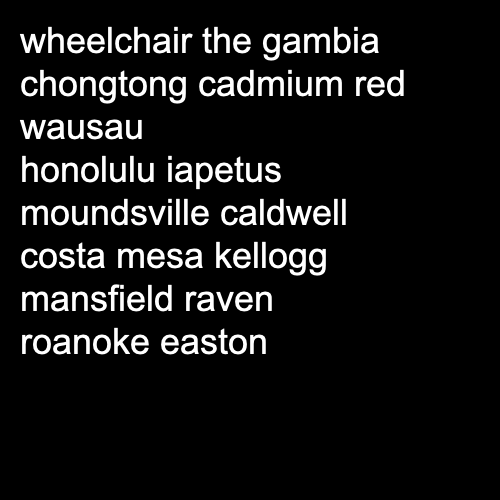 wheelchair the gambia
chongtong cadmium red
wausau
honolulu iapetus
moundsville caldwell
costa mesa kellogg
mansfield raven
roanoke easton